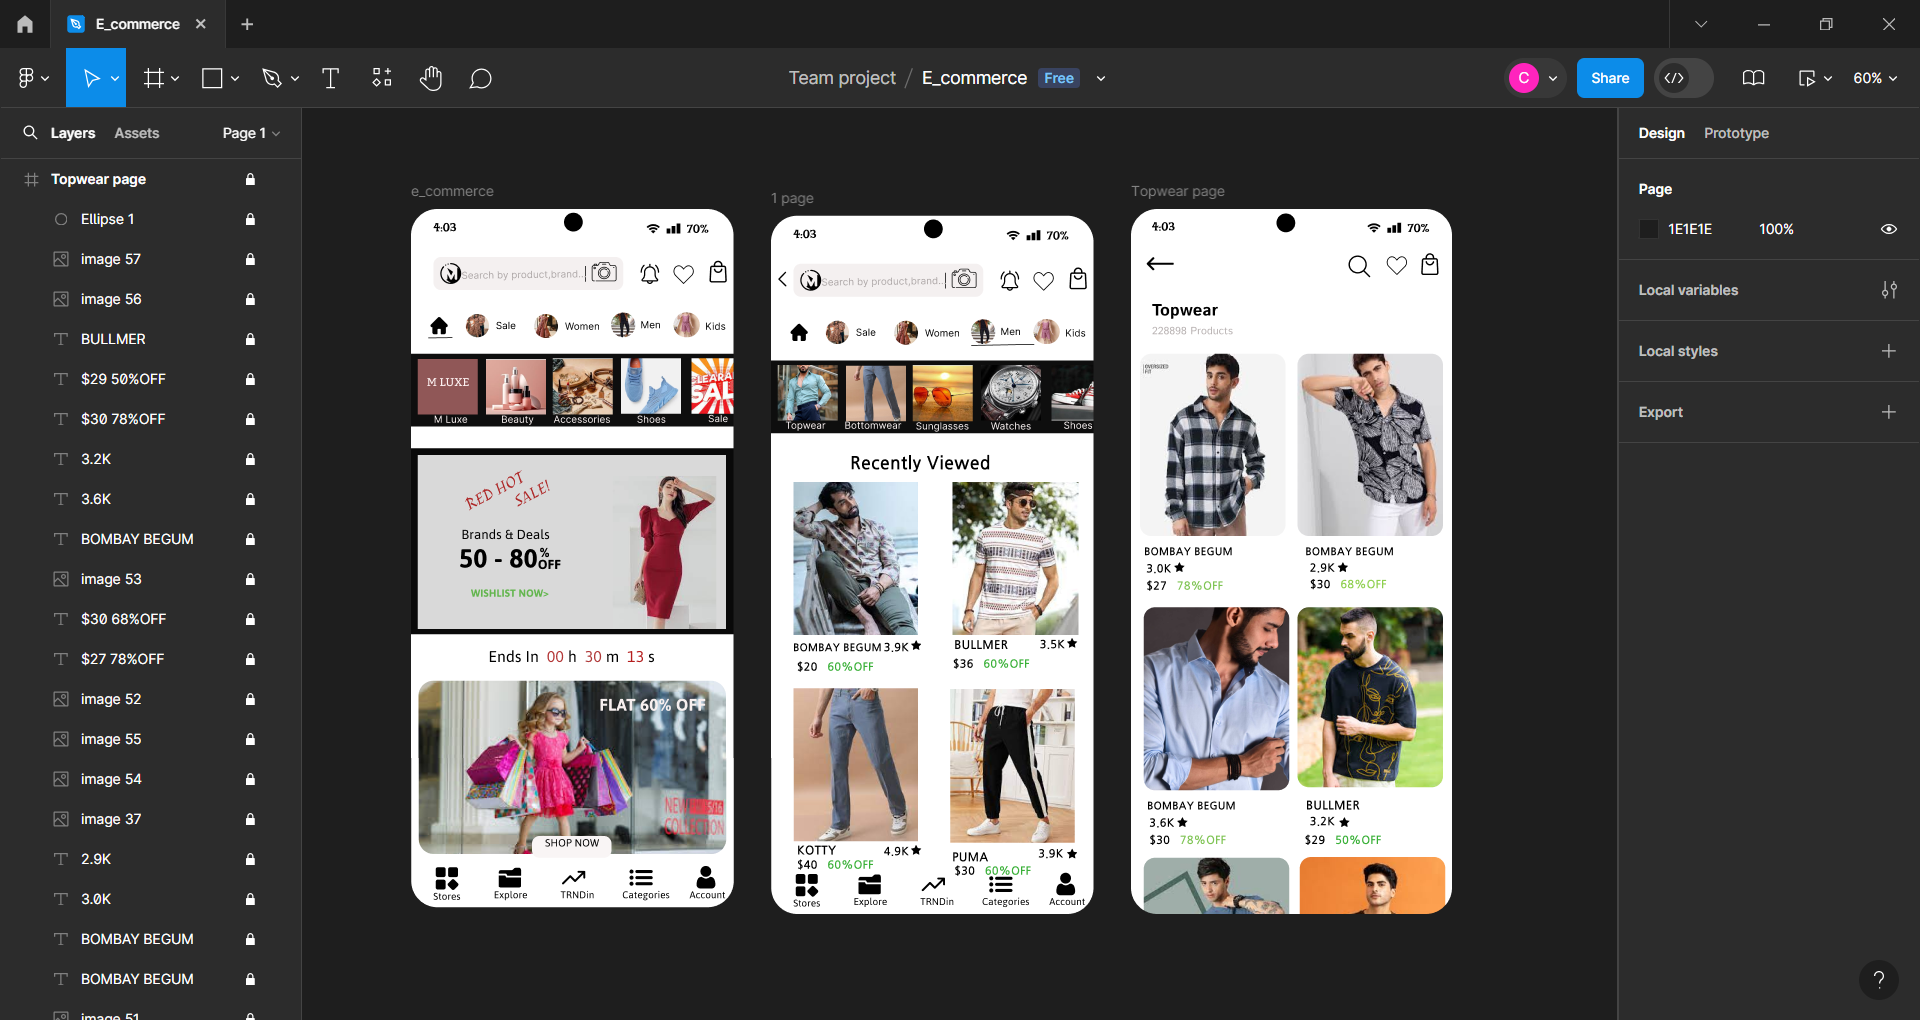 E_commerce
Team project / E_commerce Free
C
Share
60%
Layers
Assets
Page 1
Topwear page
Ellipse 1
image 57
image 56
BULLMER
$29 50%OFF
$30 78%OFF
3.2K
3.6K
BOMBAY BEGUM
image 53
$30 68%OFF
$27 78%OFF
image 52
image 55
image 54
image 37
2.9K
3.0K
BOMBAY BEGUM
BOMBAY BEGUM
image 51
e_commerce
4:03
70%
M
Search by product,brand..
Sale
Women
Men
Kids
M LUXE
CLEARA
SAL
M Luxe
Beauty
Accessories
Shoes
Sale
RED HOT
SALE!
Brands & Deals
50 - 80% OFF
WISHLIST NOW>
Ends In 00 h 30 m 13 s
FLAT 60% OFF
NEW
COLLECTION
SHOP NOW
Stores
Explore
TRNDin
Categories
Account
1 page
4:03
70%
M
Search by product,brand..
Sale
Women
Men
Kids
Topwear
Bottomwear
Sunglasses
Watches
Shoes
Recently Viewed
BOMBAY BEGUM 3.9K
$20 60%OFF
BULLMER 3.5K
$36 60%OFF
KOTTY 4.9K
$40 60%OFF
PUMA 3.9K
$30 60%OFF
Stores
Explore
TRNDin
Categories
Account
Topwear page
4:03
70%
Topwear
228898 Products
OVERSIZED
FIT
BOMBAY BEGUM
3.0K
$27 78%OFF
BOMBAY BEGUM
2.9K
$30 68%OFF
BOMBAY BEGUM
3.6K
$30 78%OFF
BULLMER
3.2K
$29 50%OFF
Design
Prototype
Page
1E1E1E
100%
Local variables
Local styles
Export
?